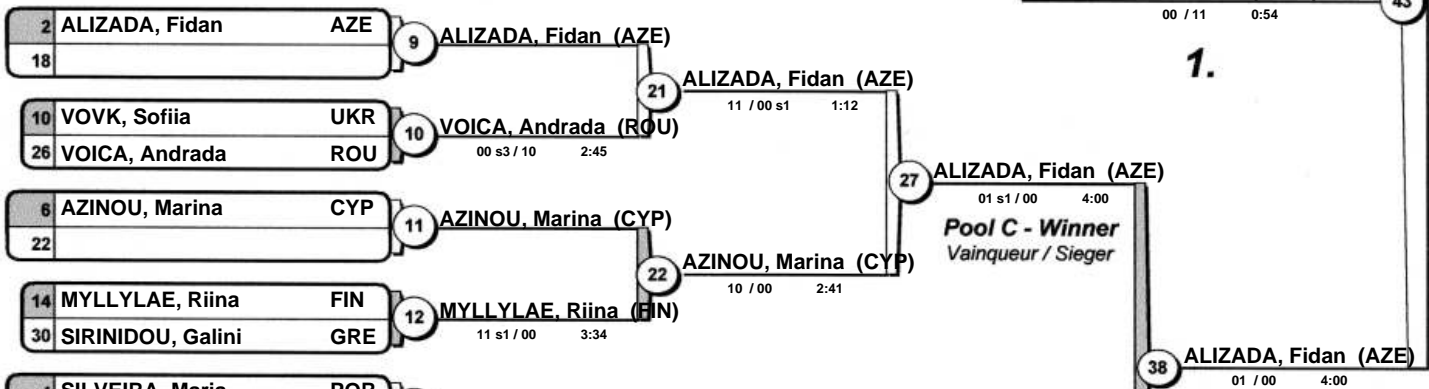 2 ALIZADA, Fidan AZE
18
9
ALIZADA, Fidan (AZE)
10 VOVK, Sofiia UKR
26 VOICA, Andrada ROU
10
VOICA, Andrada (ROU)
00 s3 / 10 2:45
21
ALIZADA, Fidan (AZE)
11 / 00 s1 1:12
6 AZINOU, Marina CYP
22
11
AZINOU, Marina (CYP)
14 MYLLYLAE, Riina FIN
30 SIRINIDOU, Galini GRE
12
MYLLYLAE, Riina (FIN)
11 s1 / 00 3:34
22
AZINOU, Marina (CYP)
10 / 00 2:41
27
ALIZADA, Fidan (AZE)
01 s1 / 00 4:00
Pool C - Winner
Vainqueur / Sieger
00 / 11 0:54
43
1.
38
ALIZADA, Fidan (AZE)
01 / 00 4:00
SILVEIRA, Maria POR